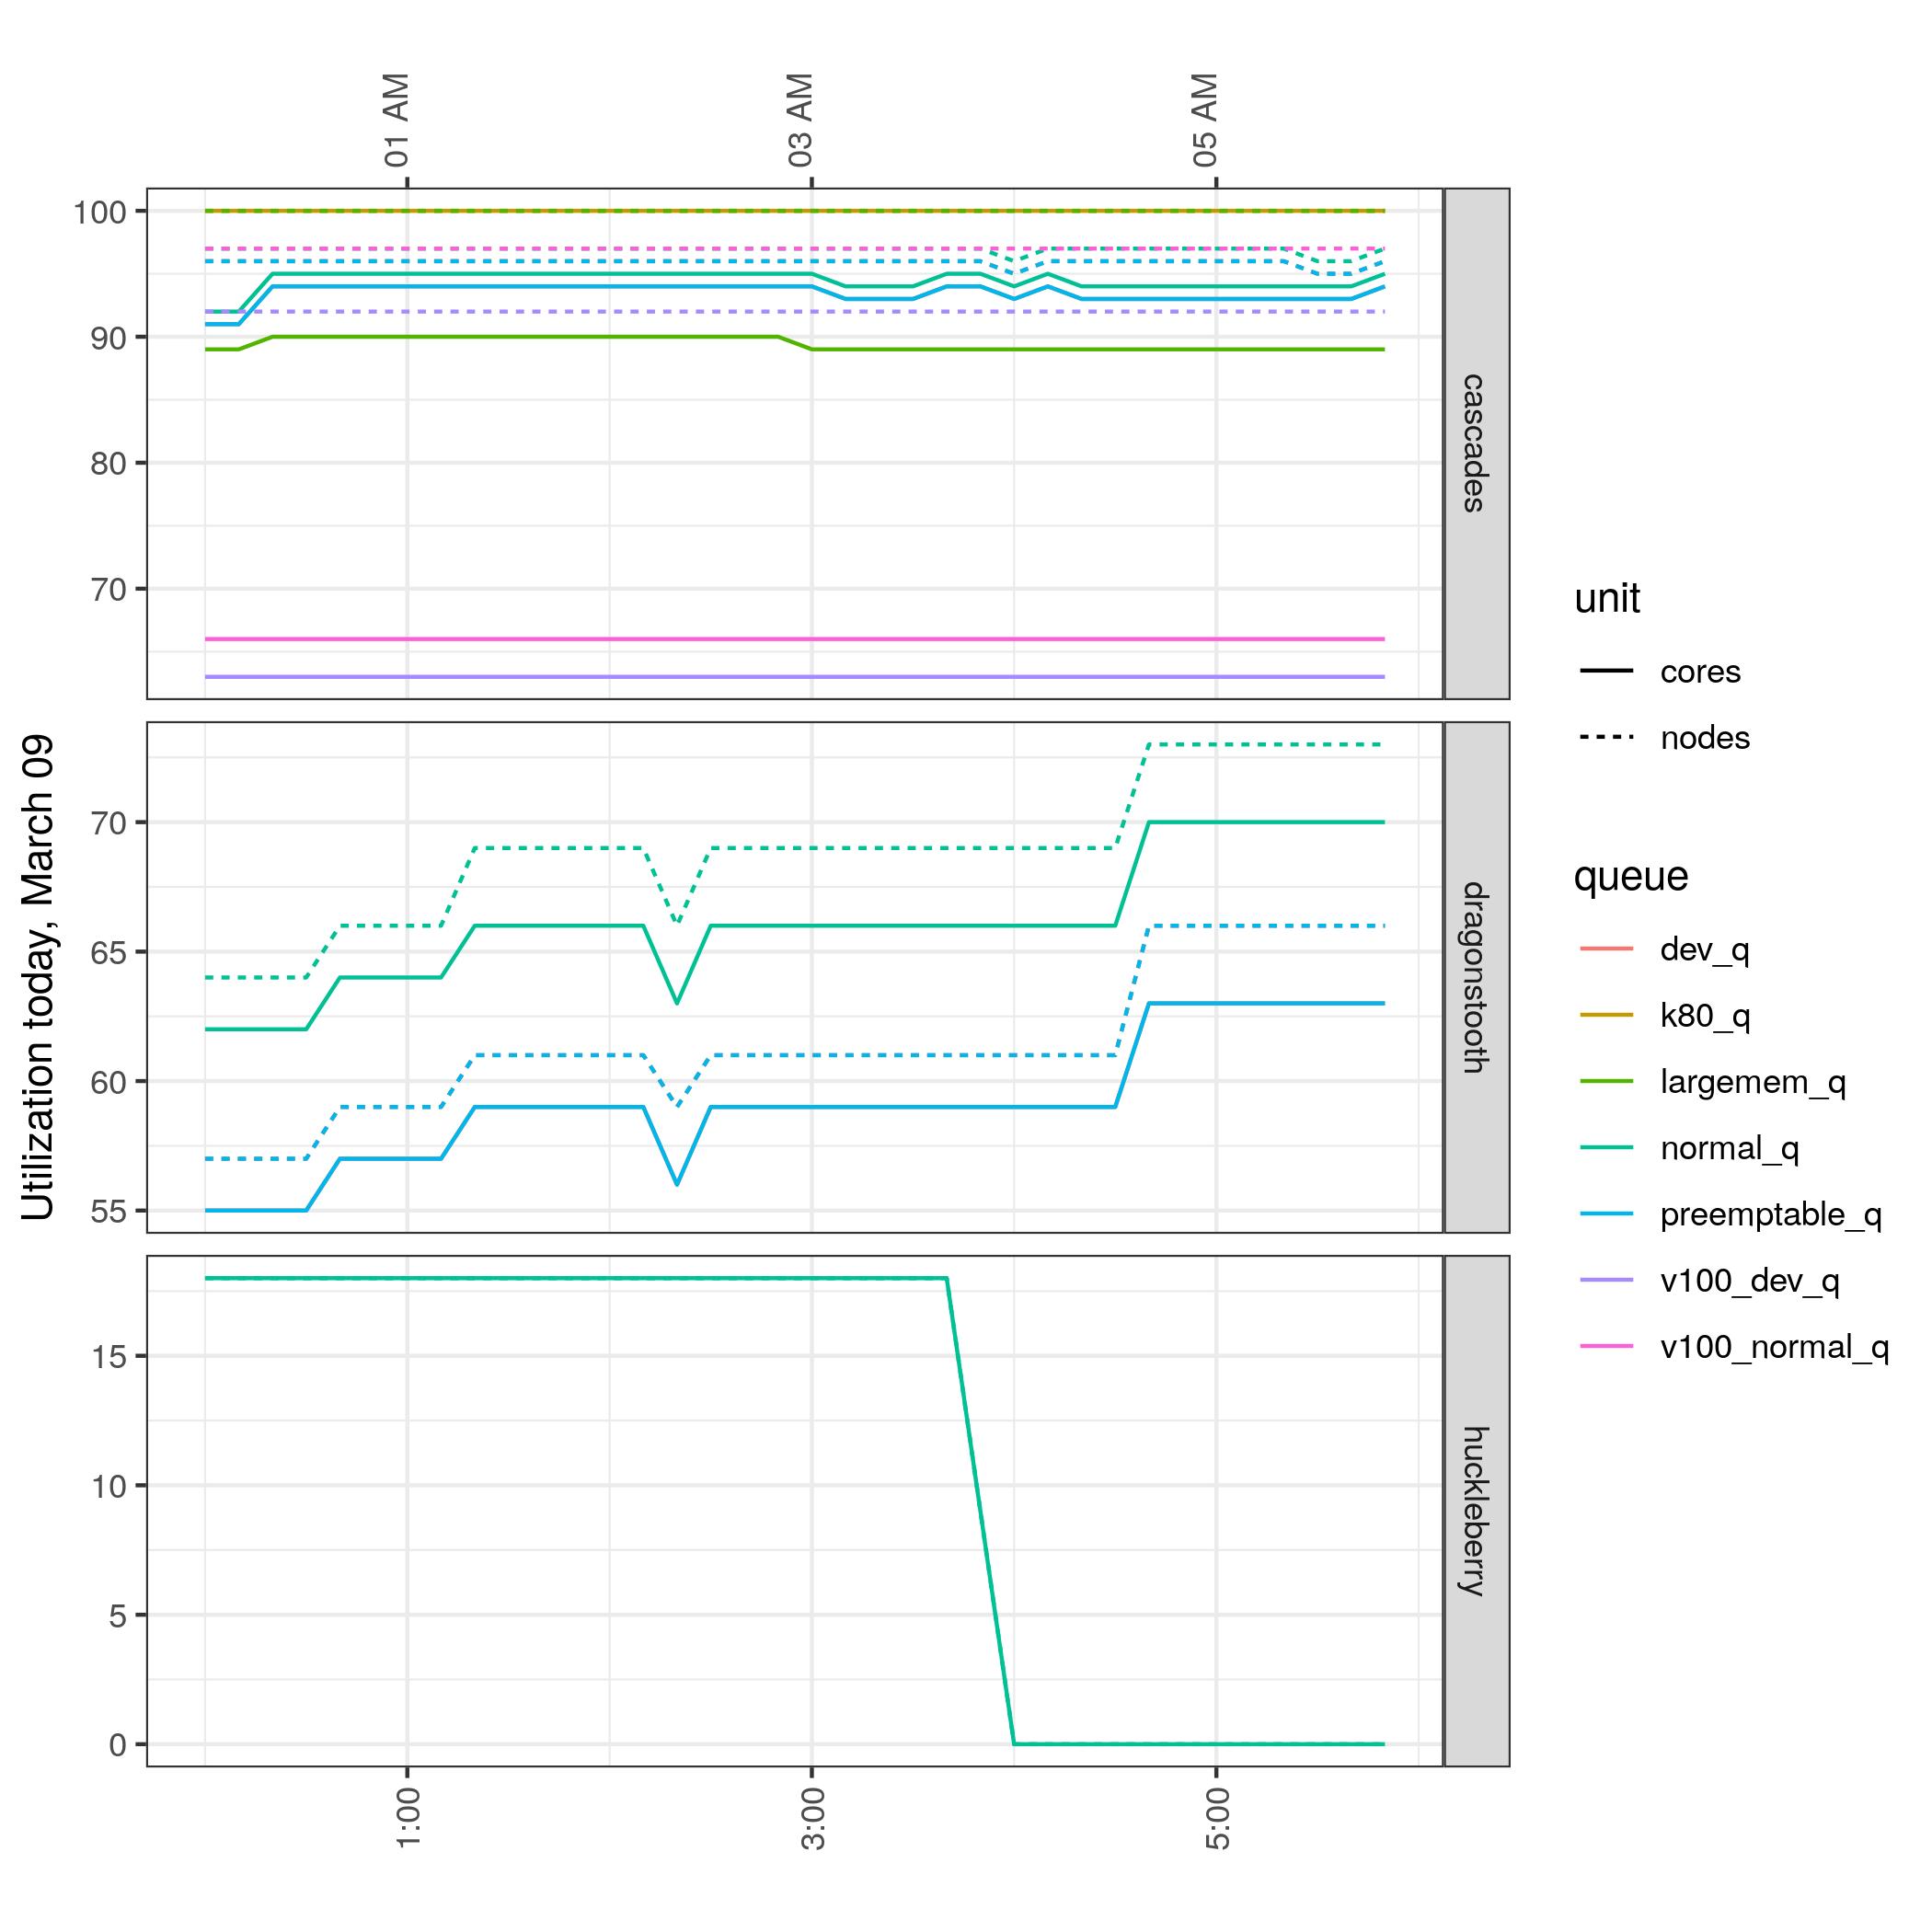 01 AM
03 AM
05 AM
Utilization today, March 09
100
90
80
70
cascades
70
65
60
55
dragonstooth
15
10
5
0
huckleberry
1:00
3:00
5:00
unit
cores
nodes
queue
dev_q
k80_q
largemem_q
normal_q
preemptable_q
v100_dev_q
v100_normal_q